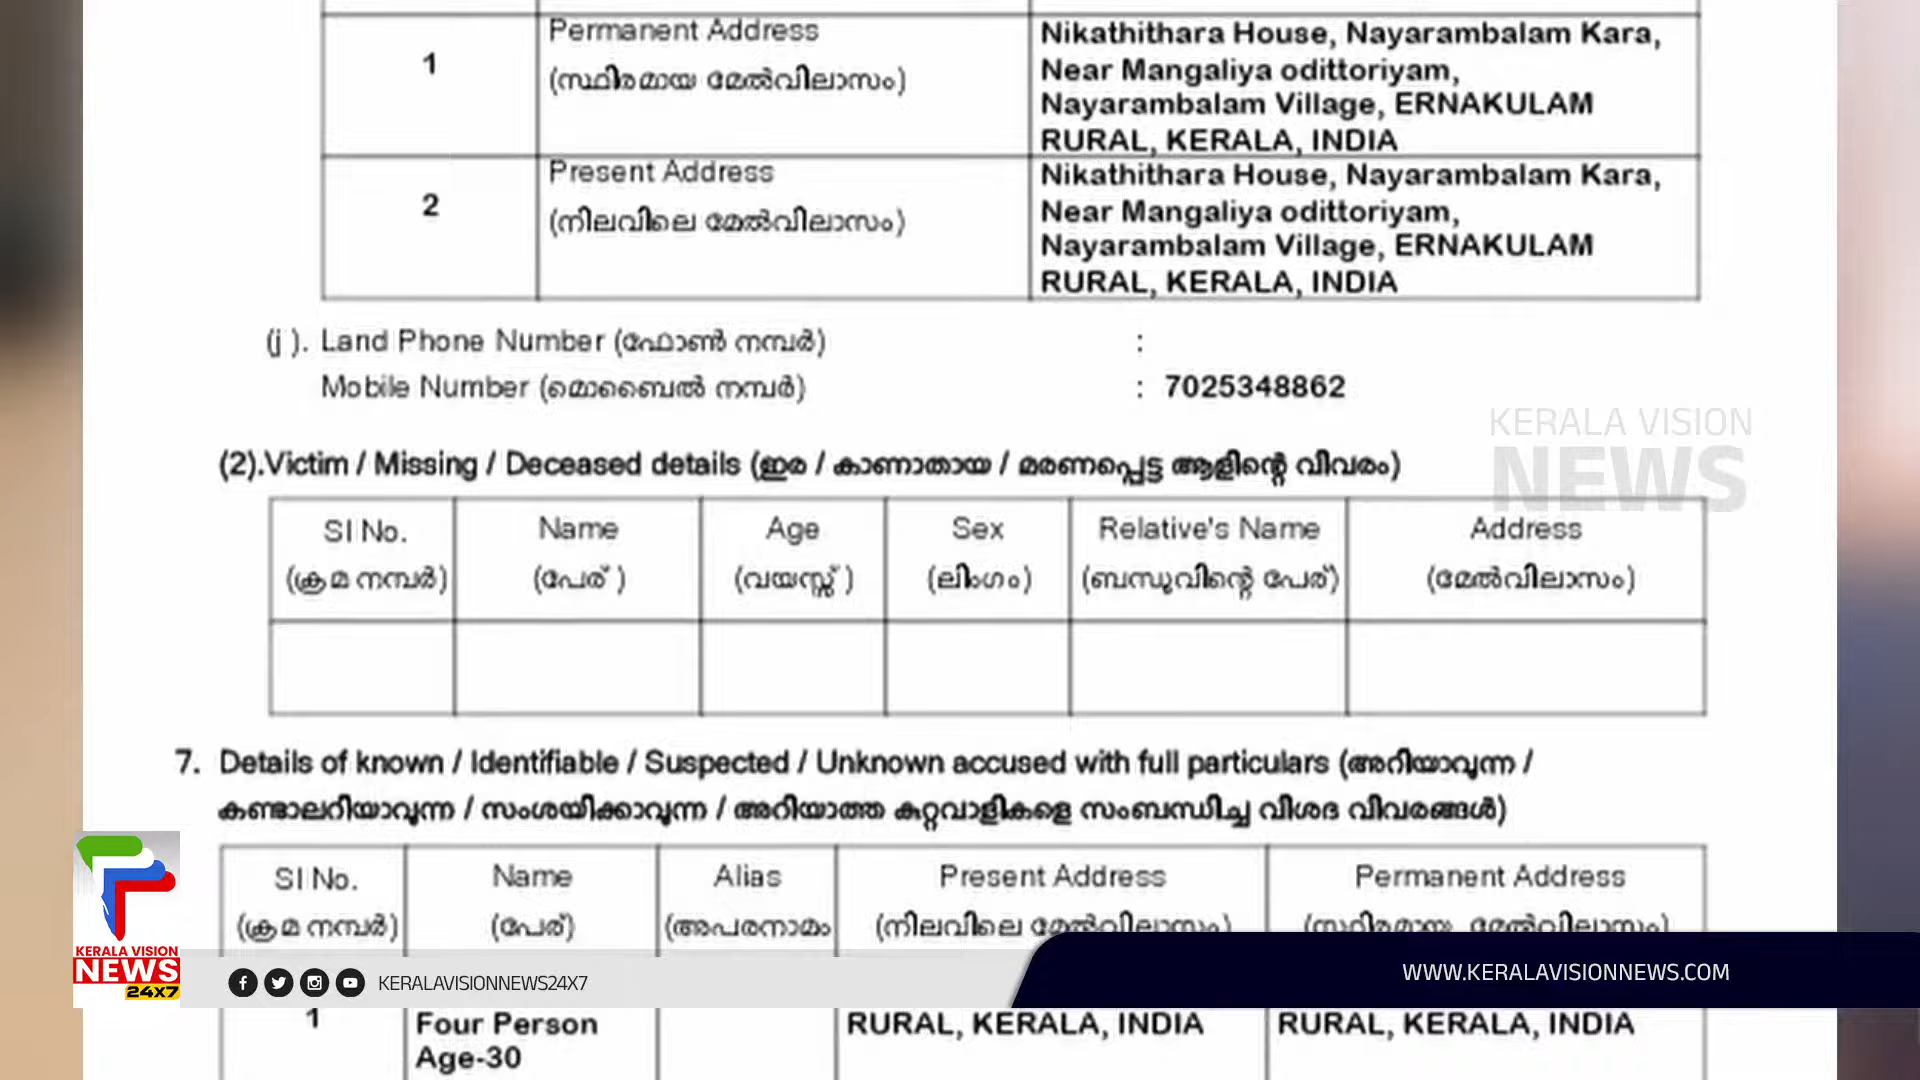 1
Permanent Address
(സ്ഥിരമായ മേൽവിലാസം)
Nikathithara House, Nayarambalam Kara,
Near Mangaliya odittoriyam,
Nayarambalam Village, ERNAKULAM
RURAL, KERALA, INDIA
2
Present Address
(നിലവിലെ മേൽവിലാസം)
Nikathithara House, Nayarambalam Kara,
Near Mangaliya odittoriyam,
Nayarambalam Village, ERNAKULAM
RURAL, KERALA, INDIA
(j ). Land Phone Number (ഫോൺ നമ്പർ) :
Mobile Number (മൊബൈൽ നമ്പർ) : 7025348862
KERALA VISION
NEWS
(2).Victim / Missing / Deceased details (ഇര / കാണാതായ / മരണപ്പെട്ട ആളിന്റെ വിവരം)
Sl No. Name Age Sex Relative's Name Address
(ക്രമ നമ്പർ) (പേര് ) (വയസ്സ് ) (ലിംഗം) (ബന്ധുവിന്റെ പേര്) (മേൽവിലാസം)
7. Details of known / Identifiable / Suspected / Unknown accused with full particulars (അറിയാവുന്ന /
കണ്ടാലറിയാവുന്ന / സംശയിക്കാവുന്ന / അറിയാത്ത കുറ്റവാളികളെ സംബന്ധിച്ച വിശദ വിവരങ്ങൾ)
Sl No. Name Alias Present Address Permanent Address
(ക്രമ നമ്പർ) (പേര്) (അപരനാമം (നിലവിലെ മേൽവിലാസം) (സ്ഥിരമായ മേൽവിലാസം)
KERALA VISION
NEWS
24X7
KERALAVISIONNEWS24X7
WWW.KERALAVISIONNEWS.COM
1 Four Person RURAL, KERALA, INDIA RURAL, KERALA, INDIA
Age-30